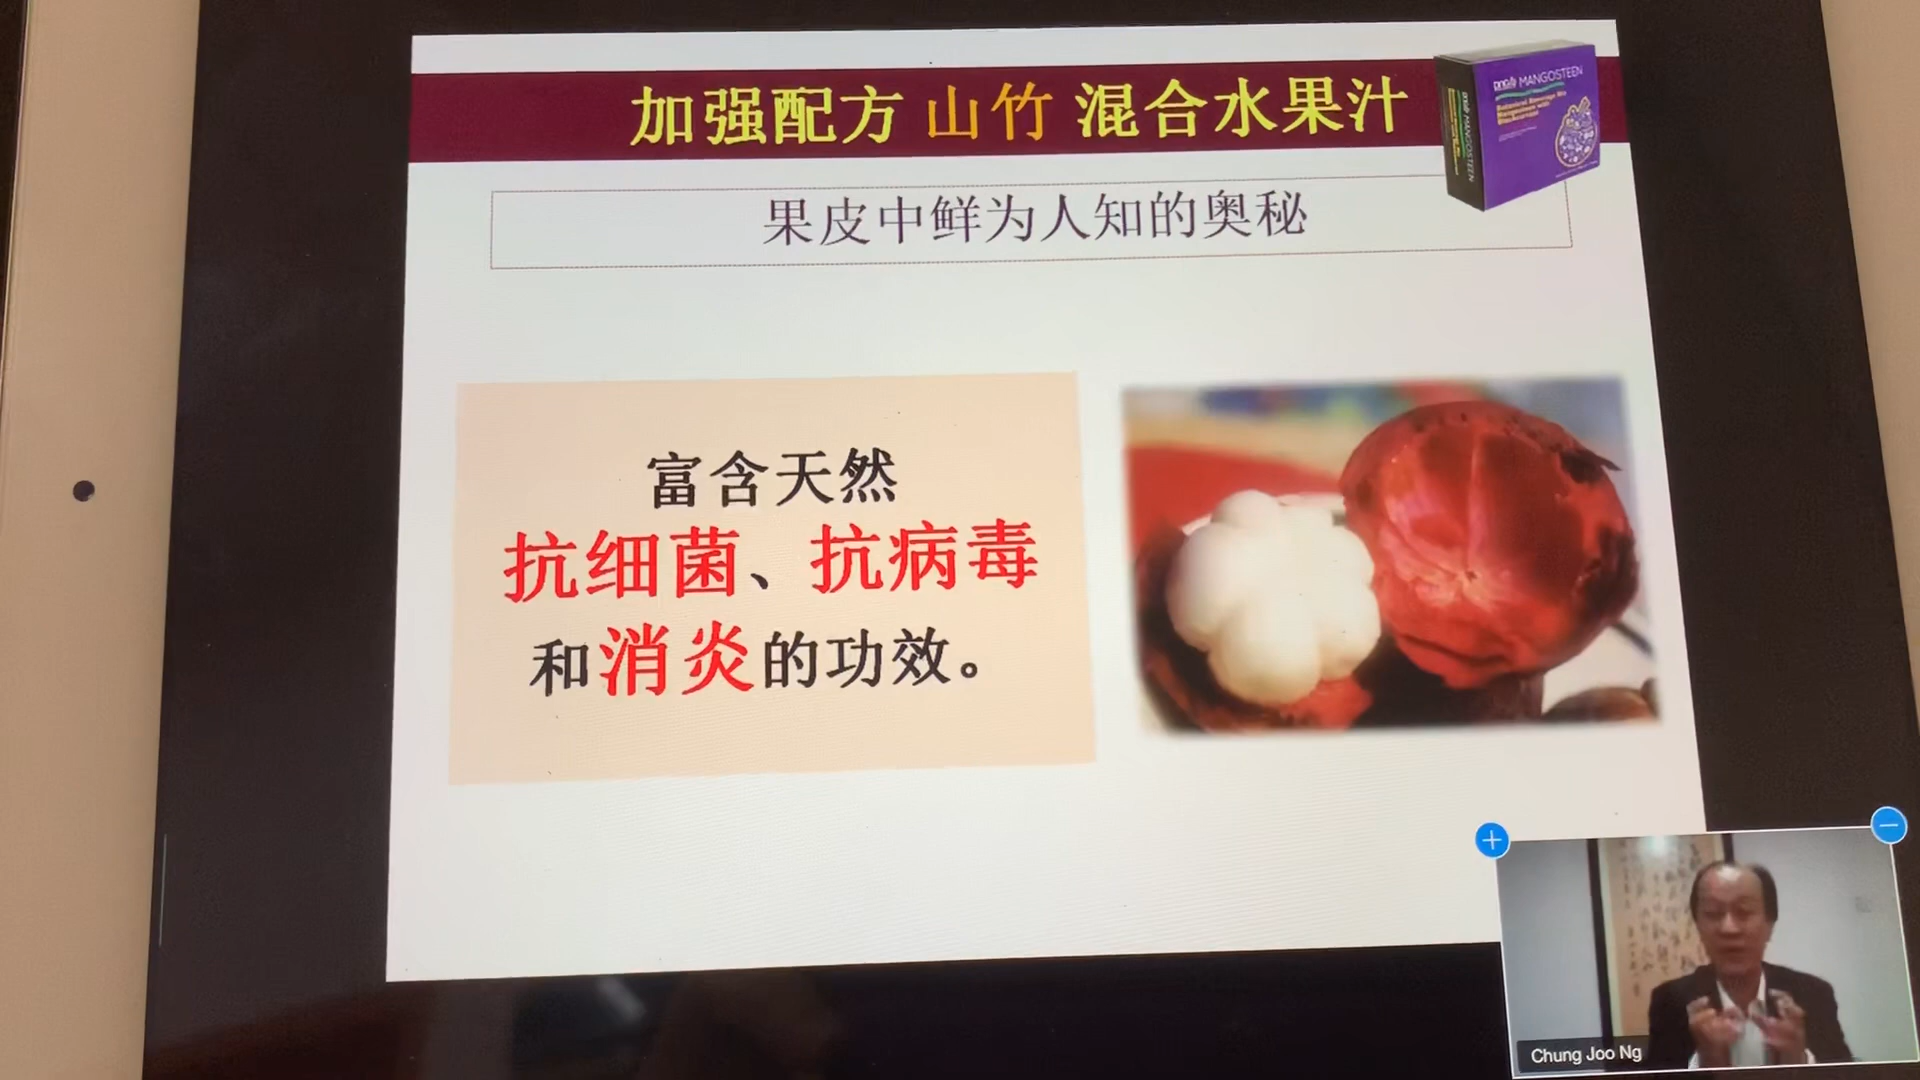 加强配方 山竹 混合水果汁
MANGOSTEEN
MANGOSTEEN
果皮中鲜为人知的奥秘
富含天然
抗细菌、抗病毒
和消炎的功效。
Chung Joo Ng